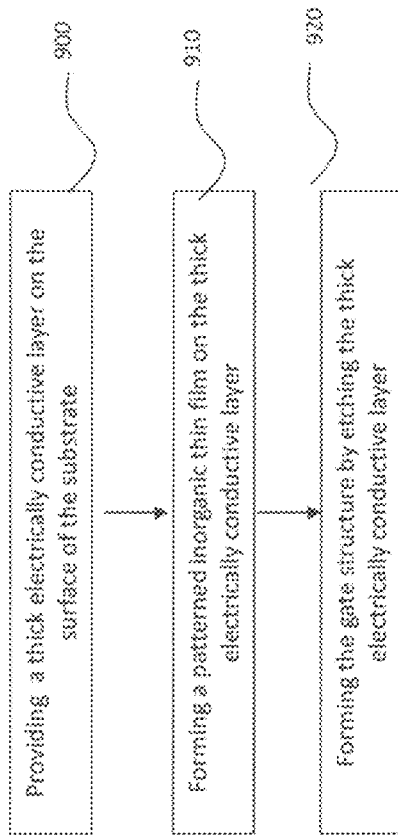 Providing a thick electrically conductive layer on the
surface of the substrate
900
Forming a patterned inorganic thin film on the thick
electrically conductive layer
910
Forming the gate structure by etching the thick
electrically conductive layer
920